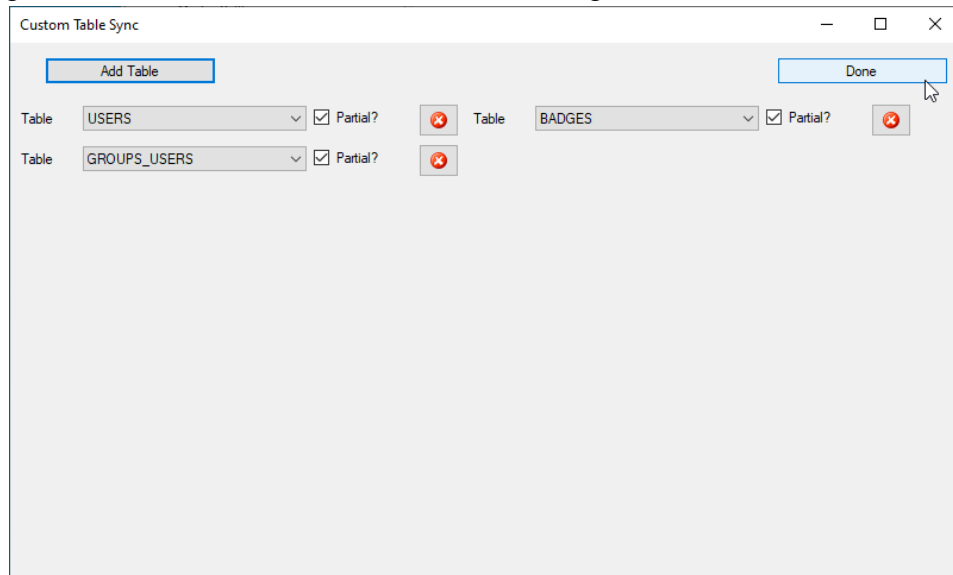 Custom Table Sync
Add Table
Done
Table USERS Partial? Table BADGES Partial?
Table GROUPS_USERS Partial?